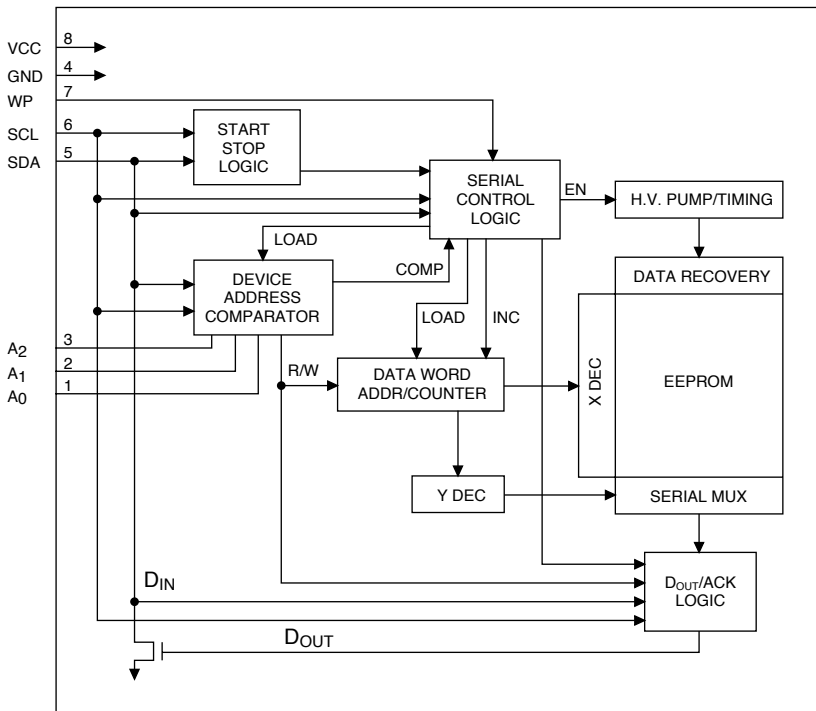 VCC 8
GND 4
WP 7
SCL 6
SDA 5
START
STOP
LOGIC
SERIAL
CONTROL
LOGIC
EN
H.V. PUMP/TIMING
LOAD
COMP
DEVICE
ADDRESS
COMPARATOR
LOAD
INC
DATA RECOVERY
A2 3
A1 2
A0 1
R/W
DATA WORD
ADDR/COUNTER
X DEC
EEPROM
Y DEC
SERIAL MUX
DIN
DOUT/ACK
LOGIC
DOUT